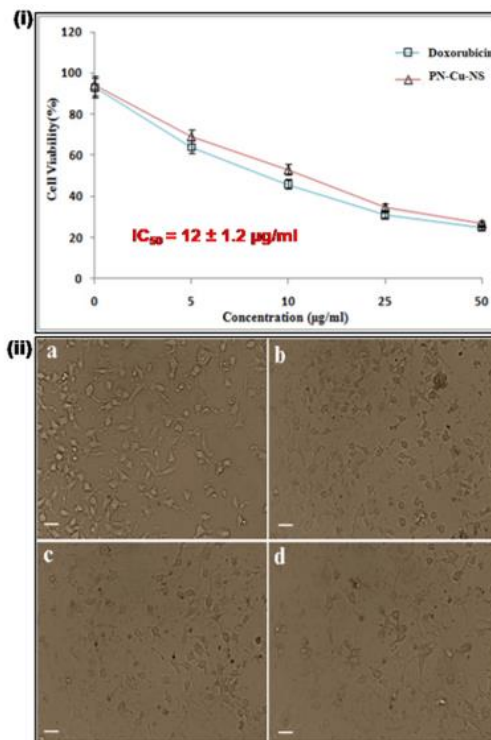 (i)
120
100
80
60
40
20
0
Cell Viability(%)
Doxorubicin
PN-Cu-NS
IC50 = 12 ± 1.2 µg/ml
0 5 10 25 50
Concentration (µg/ml)
(ii)
a
b
c
d